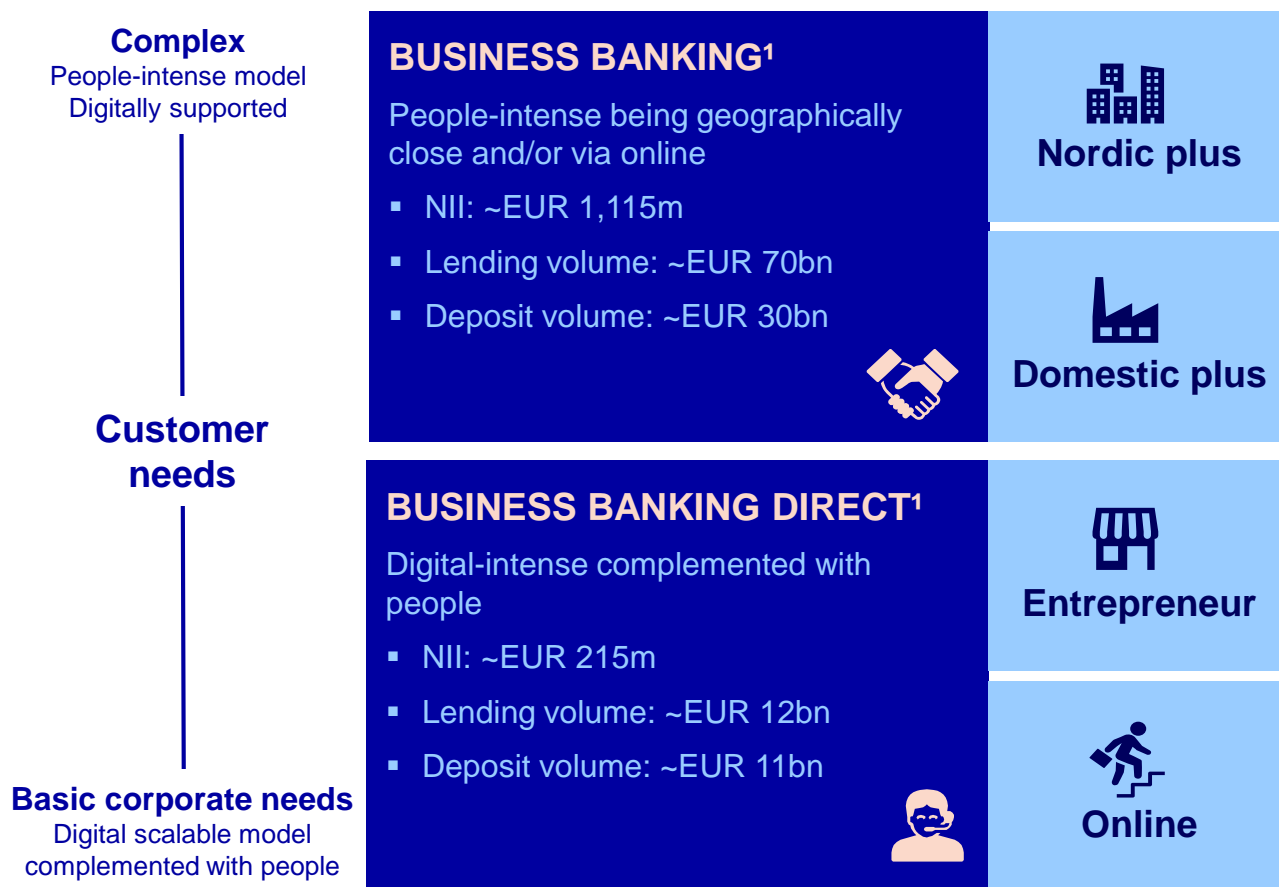 Complex
People-intense model
Digitally supported
Customer
needs
Basic corporate needs
Digital scalable model
complemented with people
BUSINESS BANKING¹
People-intense being geographically
close and/or via online
▪ NII: ~EUR 1,115m
▪ Lending volume: ~EUR 70bn
▪ Deposit volume: ~EUR 30bn
Nordic plus
Domestic plus
BUSINESS BANKING DIRECT¹
Digital-intense complemented with
people
▪ NII: ~EUR 215m
▪ Lending volume: ~EUR 12bn
▪ Deposit volume: ~EUR 11bn
Entrepreneur
Online